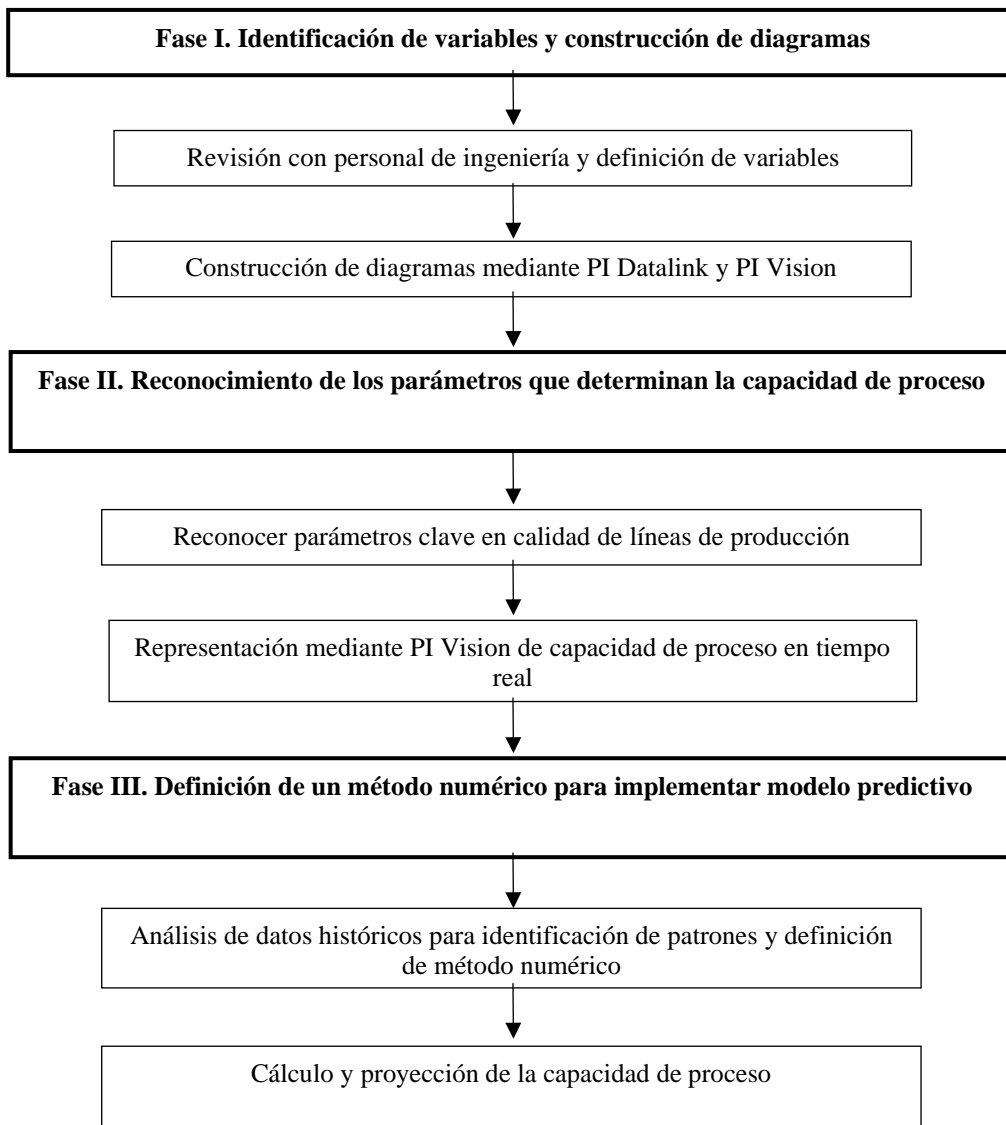 Fase I. Identificación de variables y construcción de diagramas
Revisión con personal de ingeniería y definición de variables
Construcción de diagramas mediante PI Datalink y PI Vision
Fase II. Reconocimiento de los parámetros que determinan la capacidad de proceso
Reconocer parámetros clave en calidad de líneas de producción
Representación mediante PI Vision de capacidad de proceso en tiempo
real
Fase III. Definición de un método numérico para implementar modelo predictivo
Análisis de datos históricos para identificación de patrones y definición
de método numérico
Cálculo y proyección de la capacidad de proceso